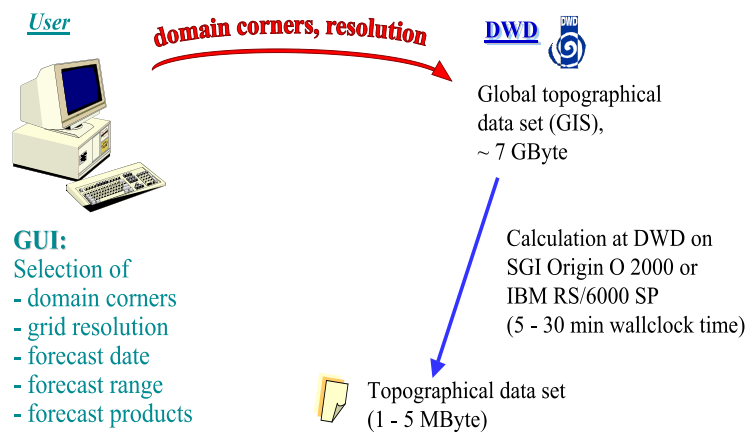 User
domain corners, resolution
DWD
DWD
Global topographical
data set (GIS),
~ 7 GByte
GUI:
Selection of
- domain corners
- grid resolution
- forecast date
- forecast range
- forecast products
Calculation at DWD on
SGI Origin O 2000 or
IBM RS/6000 SP
(5 - 30 min wallclock time)
Topographical data set
(1 - 5 MByte)